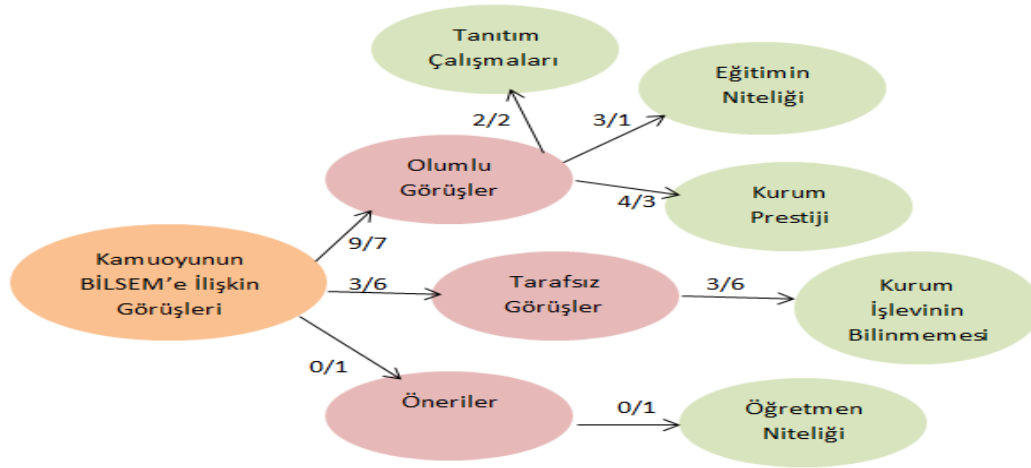 Tanıtım
Çalışmaları
Eğitimin
Niteliği
2/2
3/1
Olumlu
Görüşler
4/3
Kurum
Prestiji
9/7
Kamuoyunun
BİLSEM’e İlişkin
Görüşleri
3/6
Tarafsız
Görüşler
3/6
Kurum
İşlevinin
Bilinmemesi
0/1
Öneriler
0/1
Öğretmen
Niteliği